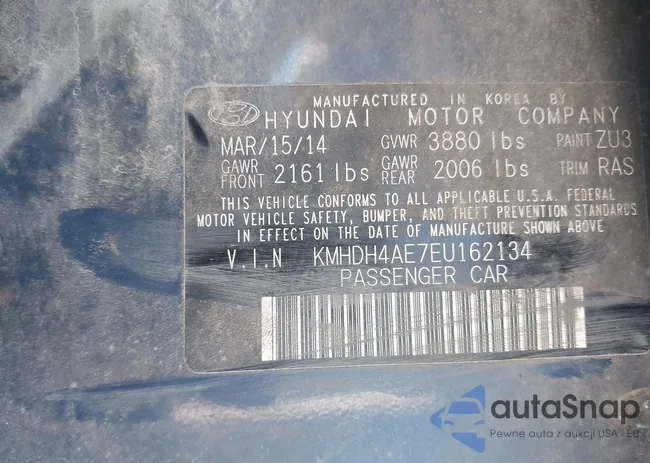 MANUFACTURED IN KOREA BY
HYUNDAI MOTOR COMPANY
MAR/15/14 GVWR 3880 lbs PAINT ZU3
GAWR FRONT 2161 lbs GAWR REAR 2006 lbs TRIM RAS
THIS VEHICLE CONFORMS TO ALL APPLICABLE U.S.A. FEDERAL
MOTOR VEHICLE SAFETY, BUMPER, AND THEFT PREVENTION STANDARDS
IN EFFECT ON THE DATE OF MANUFACTURE SHOWN ABOVE
V.I.N KMHDH4AE7EU162134
PASSENGER CAR
autaSnap
Pewne auta z aukcji USA i EU